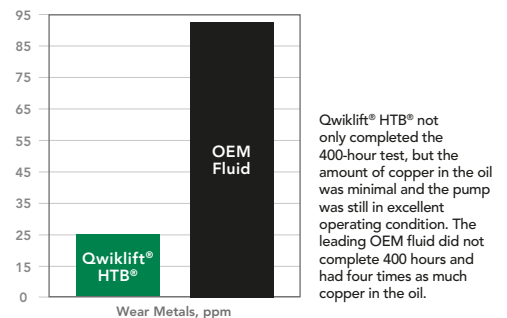 95
85
75
65
55
45
35
25
15
0
OEM
Fluid
Qwiklift®
HTB®
Wear Metals, ppm
Qwiklift® HTB® not
only completed the
400-hour test, but the
amount of copper in the oil
was minimal and the pump
was still in excellent
operating condition. The
leading OEM fluid did not
complete 400 hours and
had four times as much
copper in the oil.